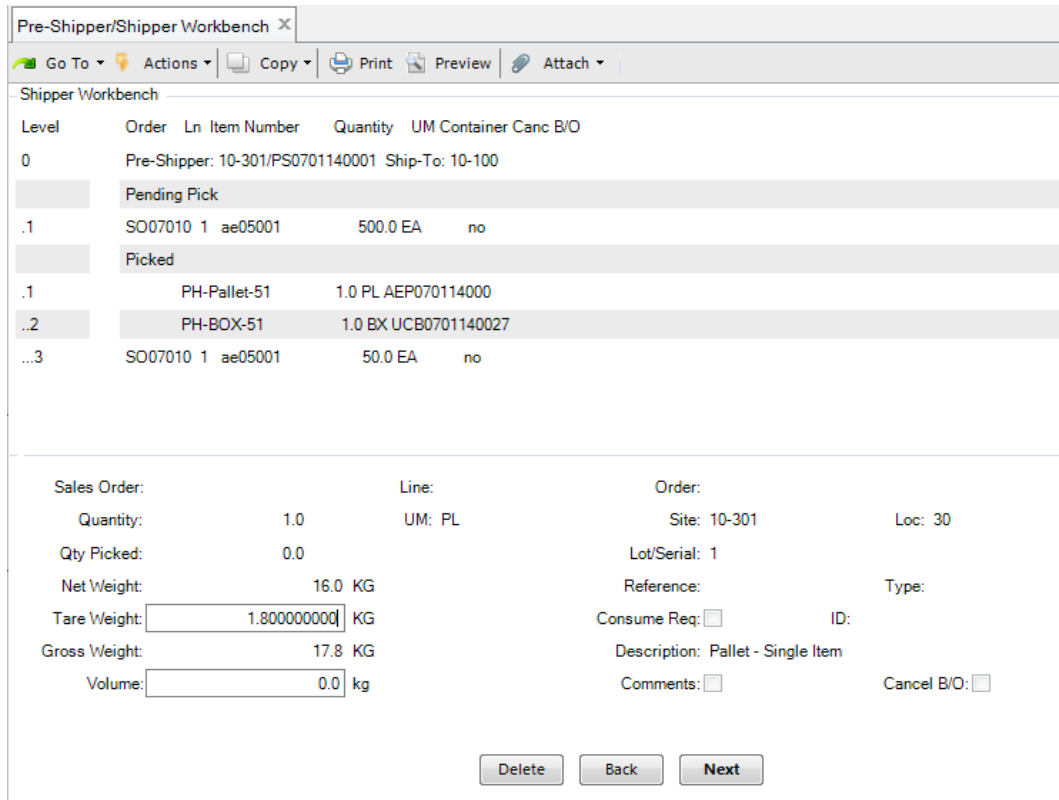 Pre-Shipper/Shipper Workbench
Go To Actions Copy Print Preview Attach
Shipper Workbench
Level Order Ln Item Number Quantity UM Container Canc B/O
0 Pre-Shipper: 10-301/PS0701140001 Ship-To: 10-100
Pending Pick
.1 SO07010 1 ae05001 500.0 EA no
Picked
.1 PH-Pallet-51 1.0 PL AEP070114000
..2 PH-BOX-51 1.0 BX UCB0701140027
...3 SO07010 1 ae05001 50.0 EA no
Sales Order: Line: Order:
Quantity: 1.0 UM: PL Site: 10-301 Loc: 30
Qty Picked: 0.0 Lot/Serial: 1
Net Weight: 16.0 KG Reference: Type:
Tare Weight: 1.800000000 KG Consume Req: ID:
Gross Weight: 17.8 KG Description: Pallet - Single Item
Volume: 0.0 kg Comments: Cancel B/O:
Delete Back Next